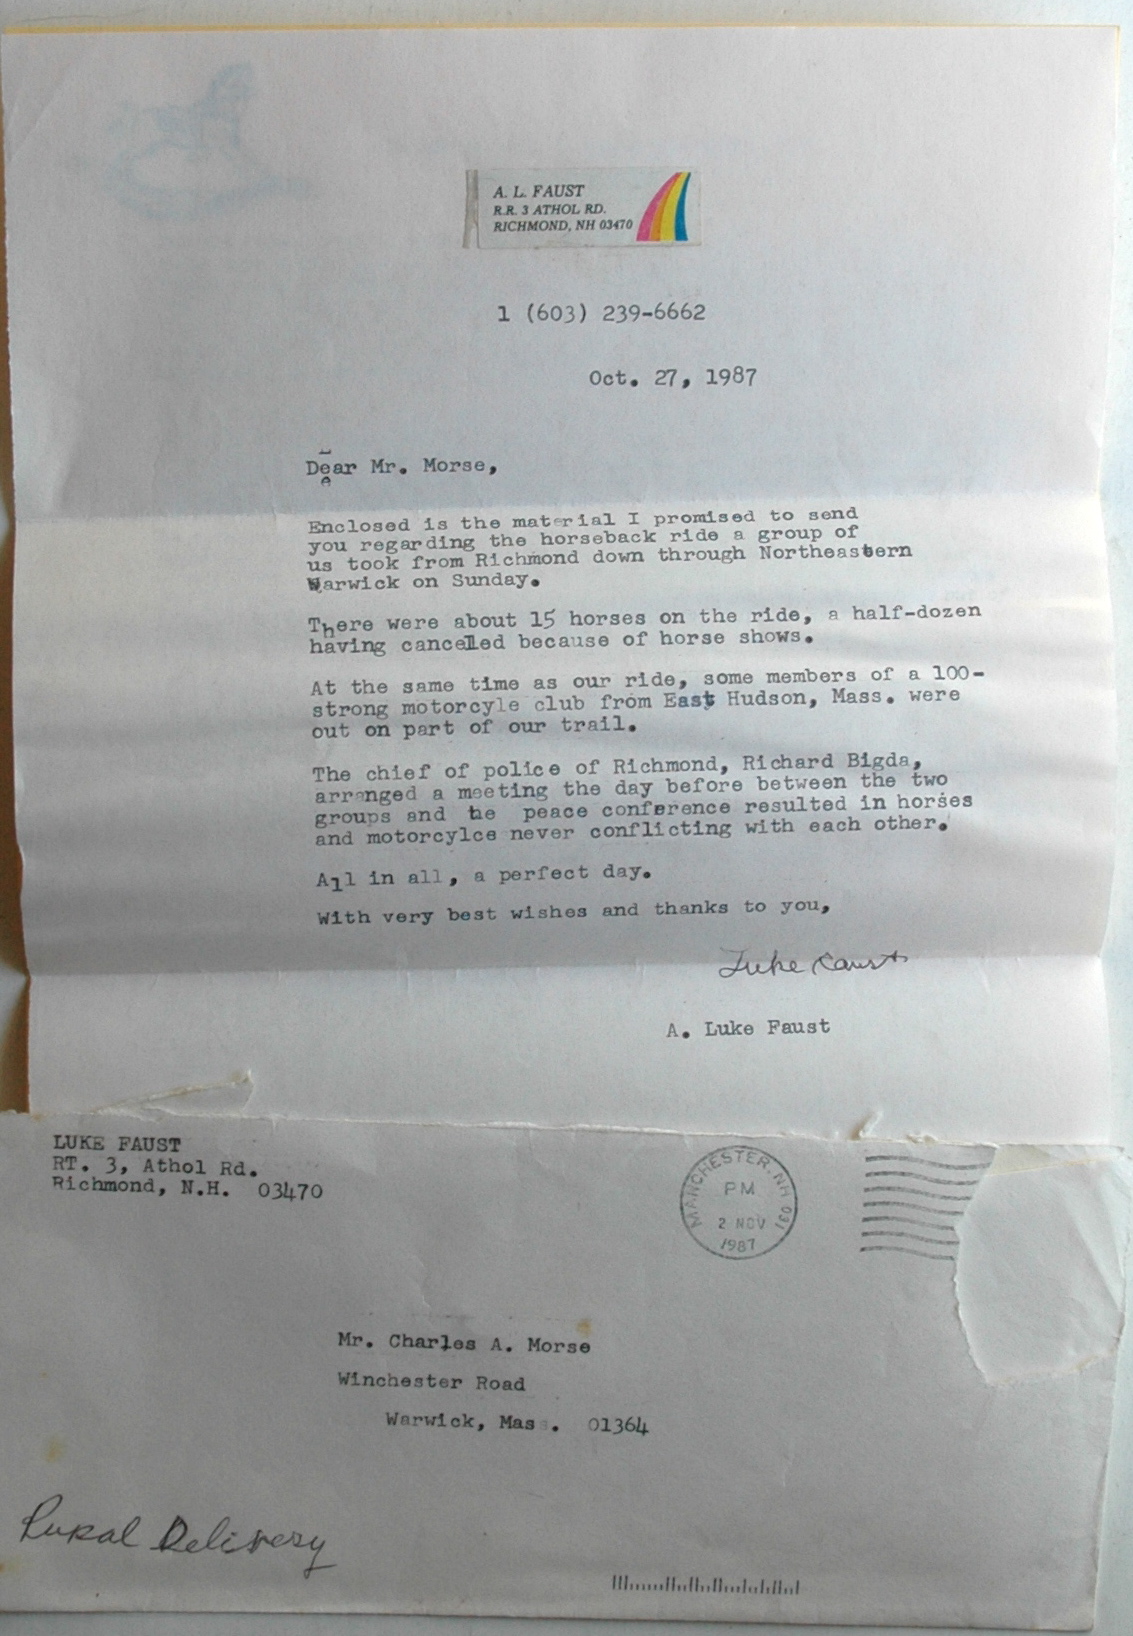 A. L. FAUST
R.R. 3 ATHOL RD.
RICHMOND, NH 03470
1 (603) 239-6662
Oct. 27, 1987
Dear Mr. Morse,
Enclosed is the material I promised to send
you regarding the horseback ride a group of
us took from Richmond down through Northeastern
Warwick on Sunday.
There were about 15 horses on the ride, a half-dozen
having cancelled because of horse shows.
At the same time as our ride, some members of a 100-
strong motorcyle club from East Hudson, Mass. were
out on part of our trail.
The chief of police of Richmond, Richard Bigda,
arranged a meeting the day before between the two
groups and he peace conference resulted in horses
and motorcylce never conflicting with each other.
All in all, a perfect day.
With very best wishes and thanks to you,
Luke Faust
A. Luke Faust
LUKE FAUST
RT. 3, Athol Rd.
Richmond, N.H. 03470
MANCHESTER, NH 031
PM
2 NOV
1987
Mr. Charles A. Morse
Winchester Road
Warwick, Mass. 01364
Rural Delivery